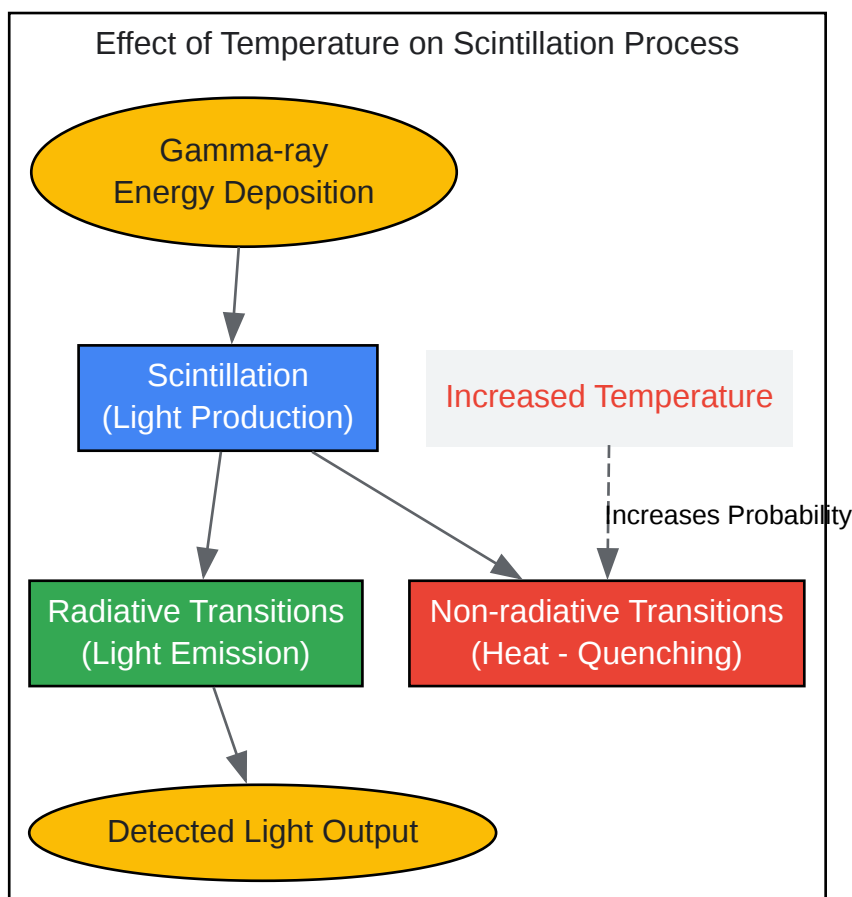 Effect of Temperature on Scintillation Process
Gamma-ray
Energy Deposition
Scintillation
(Light Production)
Increased Temperature
Increases Probability
Radiative Transitions
(Light Emission)
Non-radiative Transitions
(Heat - Quenching)
Detected Light Output